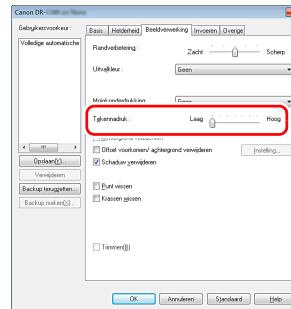 Canon DR-
Gebruikersvoorkeur :
Volledige automatische
Opslaan(Y)...
Verwijderen
Backup terugzetten...
Backup maken(X)...
Basis Helderheid Beeldverwerking Invoeren Overige
Randverbetering :
Zacht Scherp
Uitvalkleur :
Geen
Moiré-onderdrukking
Geen
Tekennadruk :
Laag Hoog
Offset voorkomen/ achtergrond verwijderen
Instelling...
Schaduw verwijderen
Punt wissen
Krassen wissen
Trimmen(B)
OK Annuleren Standaard Help